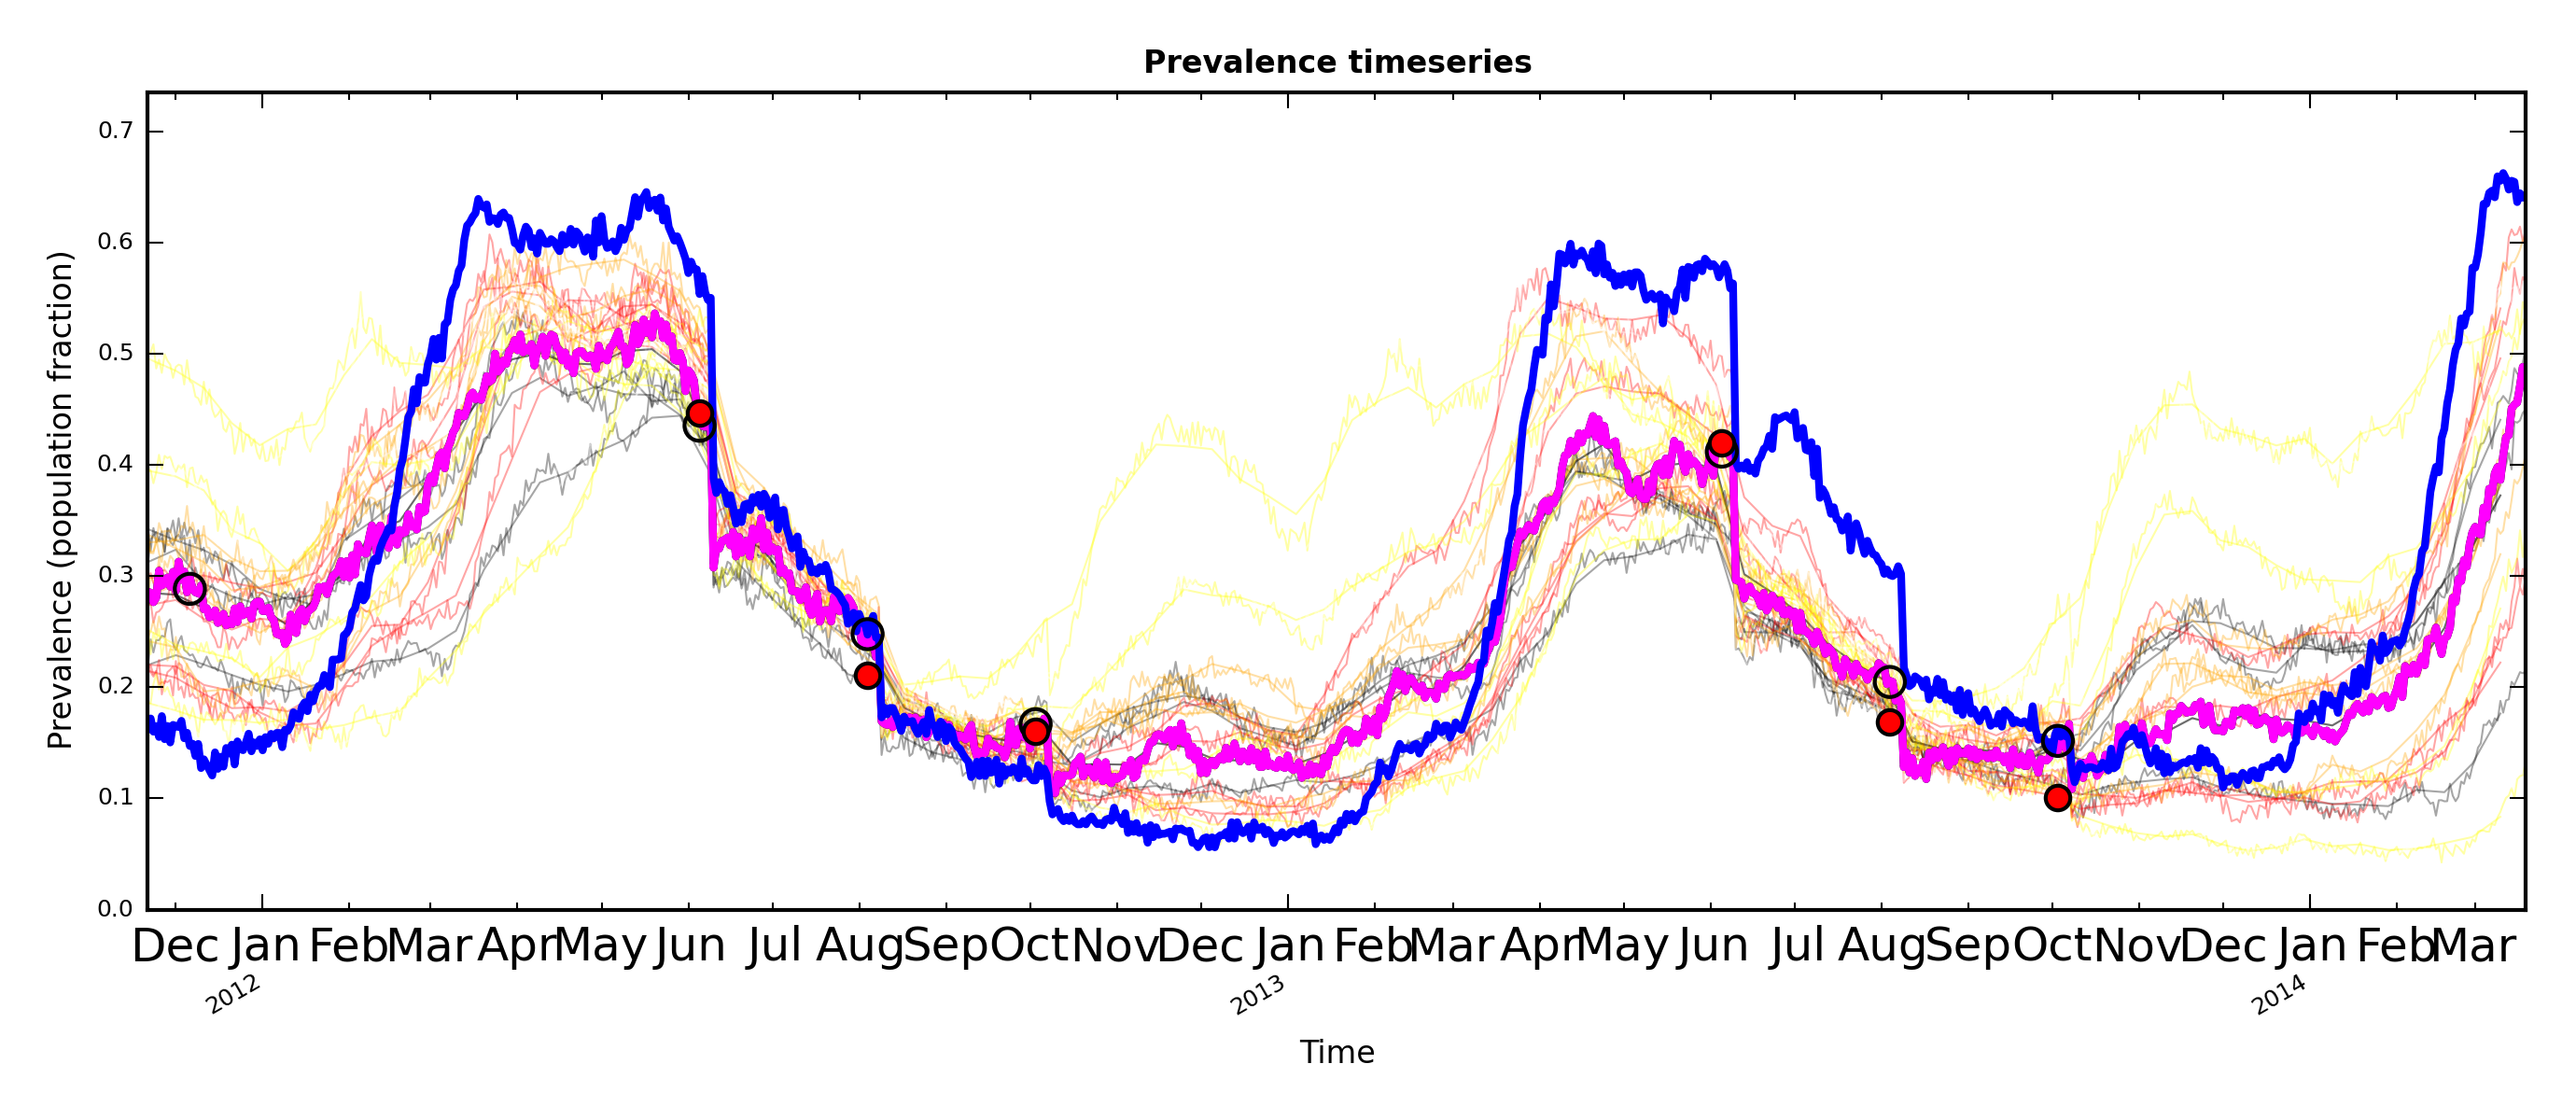 Prevalence timeseries
Prevalence (population fraction)
0.7
0.6
0.5
0.4
0.3
0.2
0.1
0.0
Dec Jan Feb Mar Apr May Jun Jul Aug Sep Oct Nov Dec Jan Feb Mar Apr May Jun Jul Aug Sep Oct Nov Dec Jan Feb Mar
2012 2013 2014
Time